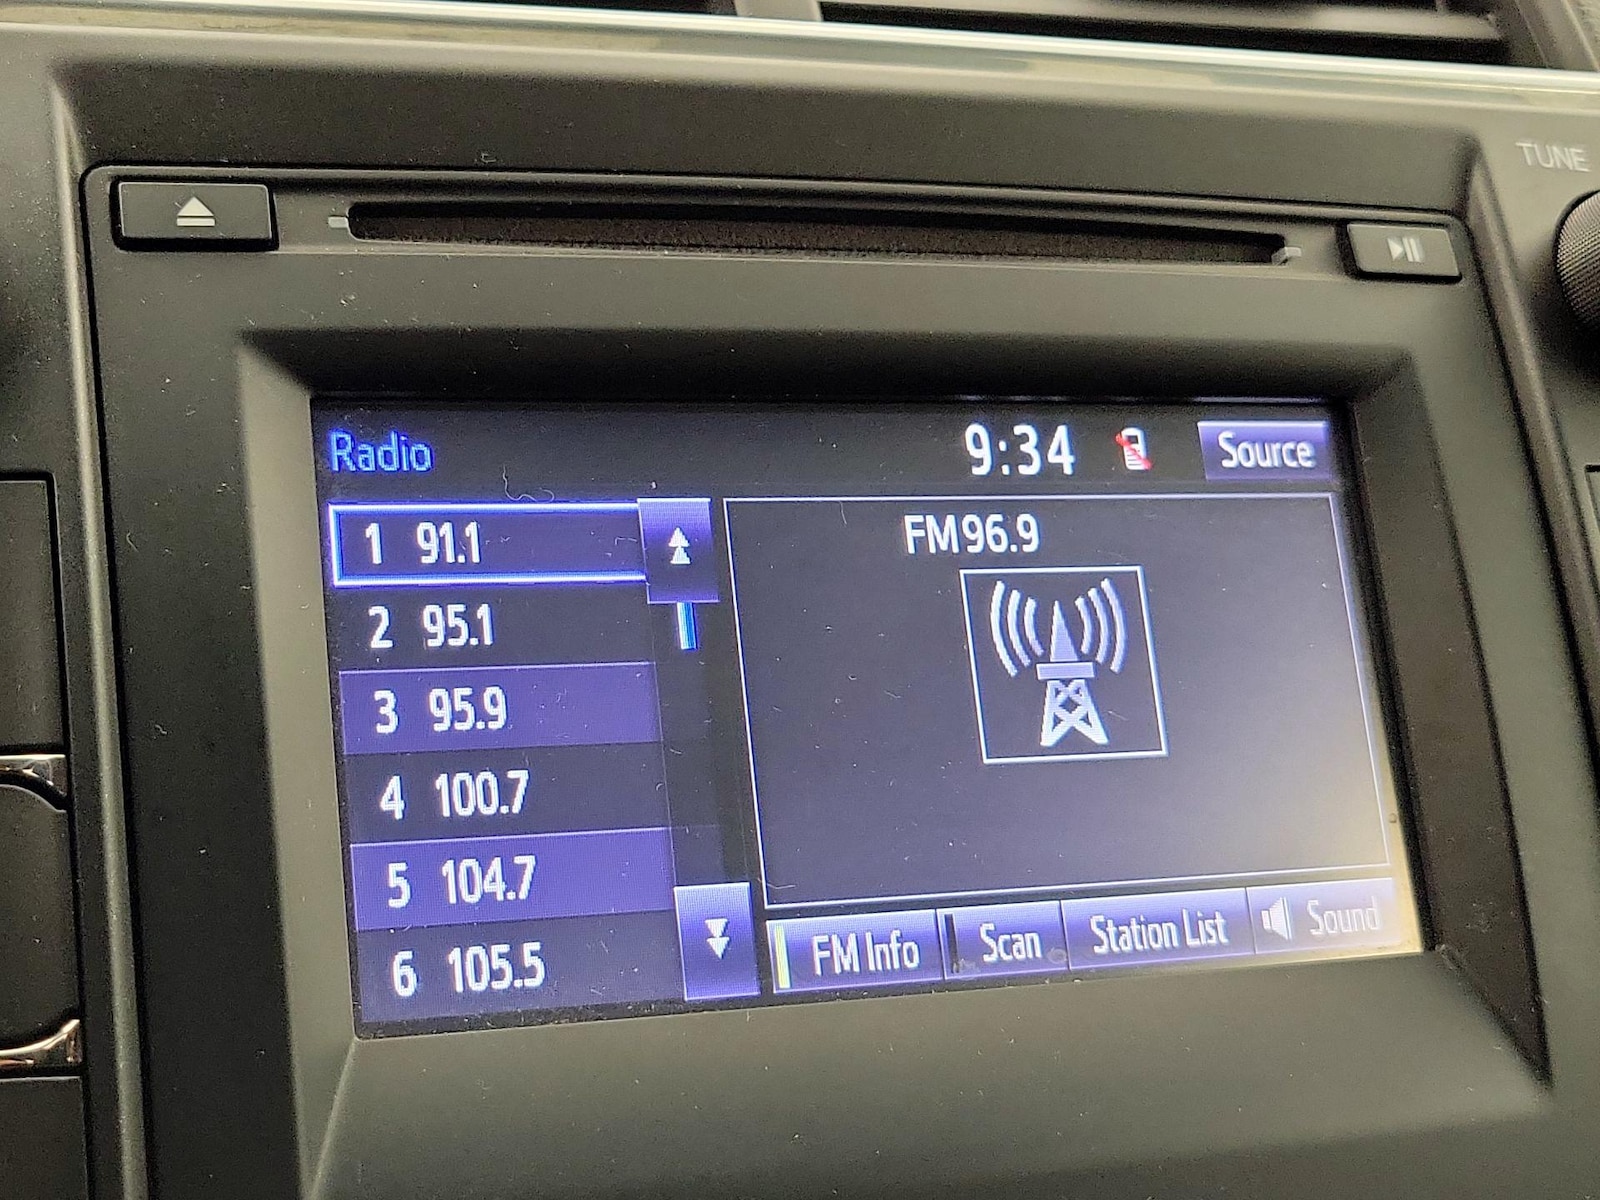 TUNE
Radio
9:34
Source
1 91.1
2 95.1
3 95.9
4 100.7
5 104.7
6 105.5
FM96.9
FM Info
Scan
Station List
Sound